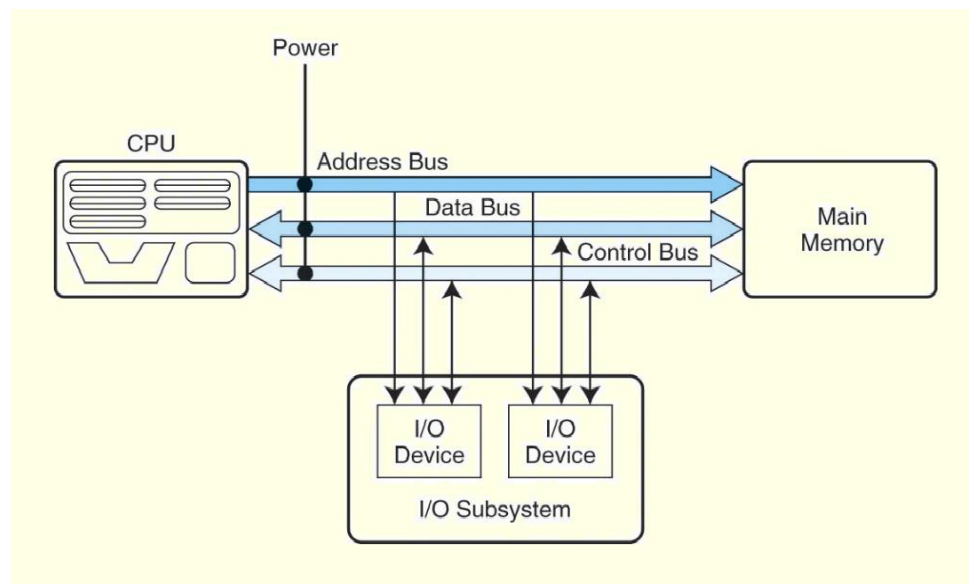 Power
CPU
Address Bus
Data Bus
Control Bus
Main
Memory
I/O
Device
I/O
Device
I/O Subsystem